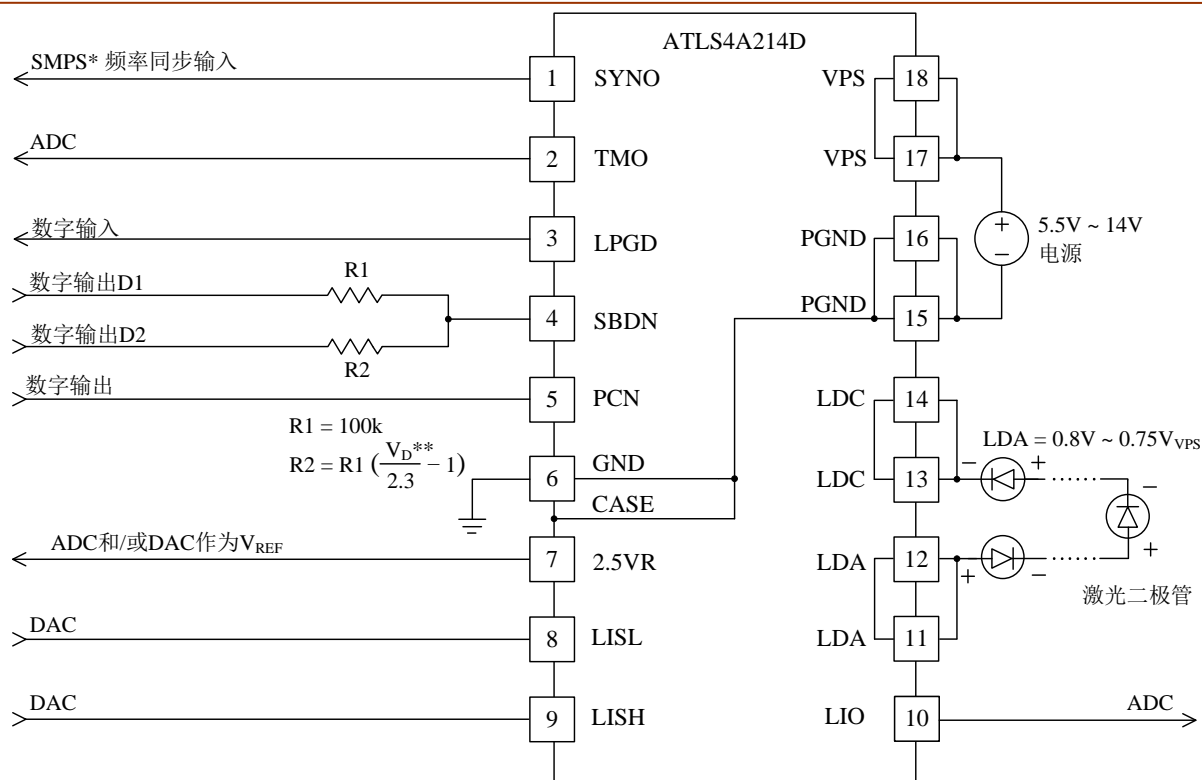 ATLS4A214D
SMPS* 频率同步输入
1 SYNO
ADC
2 TMO
数字输入
3 LPGD
数字输出D1
R1
数字输出D2
R2
4 SBDN
数字输出
5 PCN
R1 = 100k
R2 = R1 (V_D**/2.3 − 1)
6 GND
CASE
ADC和/或DAC作为V_REF
7 2.5VR
DAC
8 LISL
DAC
9 LISH
VPS 18
VPS 17
+
−
5.5V ~ 14V
电源
PGND 16
PGND 15
LDC 14
LDA = 0.8V ~ 0.75V_VPS
LDC 13
− +
−
+
LDA 12
+ −
激光二极管
LDA 11
LIO 10
ADC